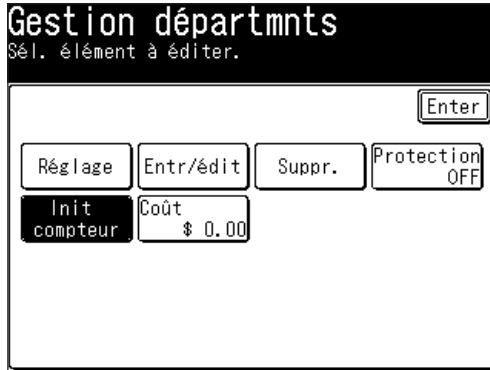 Gestion départmnts
Sél. élément à éditer.
Enter
Réglage
Entr/édit
Suppr.
Protection
OFF
Init
compteur
Coût
$ 0.00